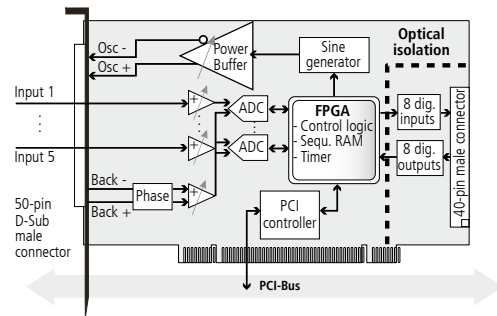 Osc -
Osc +
Power
Buffer
Sine
generator
Optical
isolation
Input 1
Input 5
+
+
+
ADC
ADC
FPGA
- Control logic
- Sequ. RAM
- Timer
8 dig.
inputs
8 dig.
outputs
40-pin male connector
Back -
Back +
Phase
PCI
controller
50-pin
D-Sub
male
connector
PCI-Bus